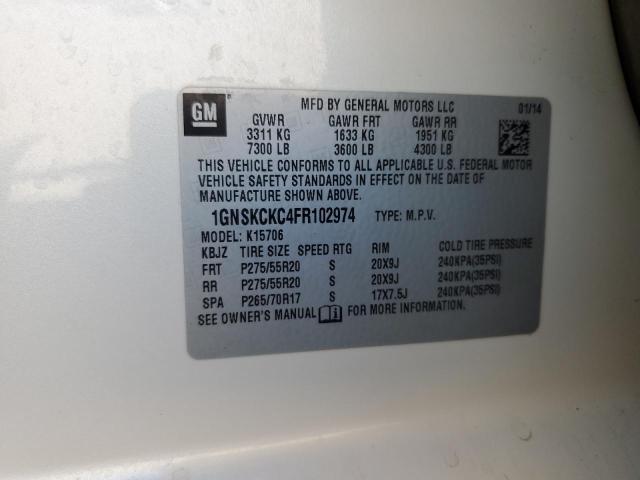 GM
MFD BY GENERAL MOTORS LLC 01/14
GVWR GAWR FRT GAWR RR
3311 KG 1633 KG 1951 KG
7300 LB 3600 LB 4300 LB
THIS VEHICLE CONFORMS TO ALL APPLICABLE U.S. FEDERAL MOTOR
VEHICLE SAFETY STANDARDS IN EFFECT ON THE DATE OF
MANUFACTURE SHOWN ABOVE.
1GNSKCKC4FR102974 TYPE: M.P.V.
MODEL: K15706
KBJZ TIRE SIZE SPEED RTG RIM COLD TIRE PRESSURE
FRT P275/55R20 S 20X9J 240KPA(35PSI)
RR P275/55R20 S 20X9J 240KPA(35PSI)
SPA P265/70R17 S 17X7.5J 240KPA(35PSI)
SEE OWNER'S MANUAL FOR MORE INFORMATION.